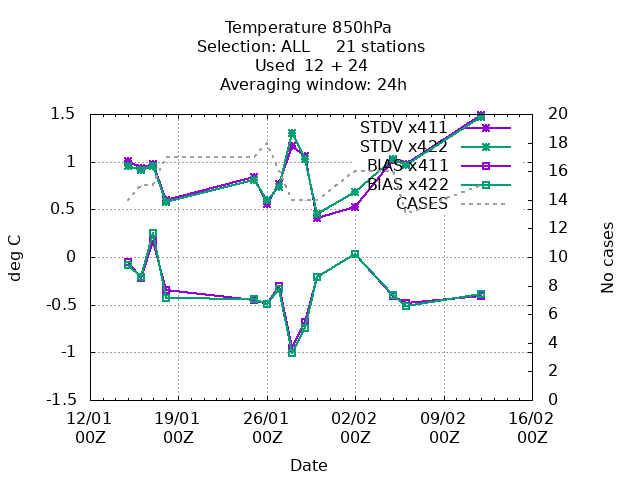 Temperature 850hPa
Selection: ALL     21 stations
Used  12 + 24
Averaging window: 24h
1.5
1
0.5
0
-0.5
-1
-1.5
deg C
20
18
16
14
12
10
8
6
4
2
0
No cases
STDV x411
STDV x422
BIAS x411
BIAS x422
CASES
12/01 19/01 26/01 02/02 09/02 16/02
00Z 00Z 00Z 00Z 00Z 00Z
Date